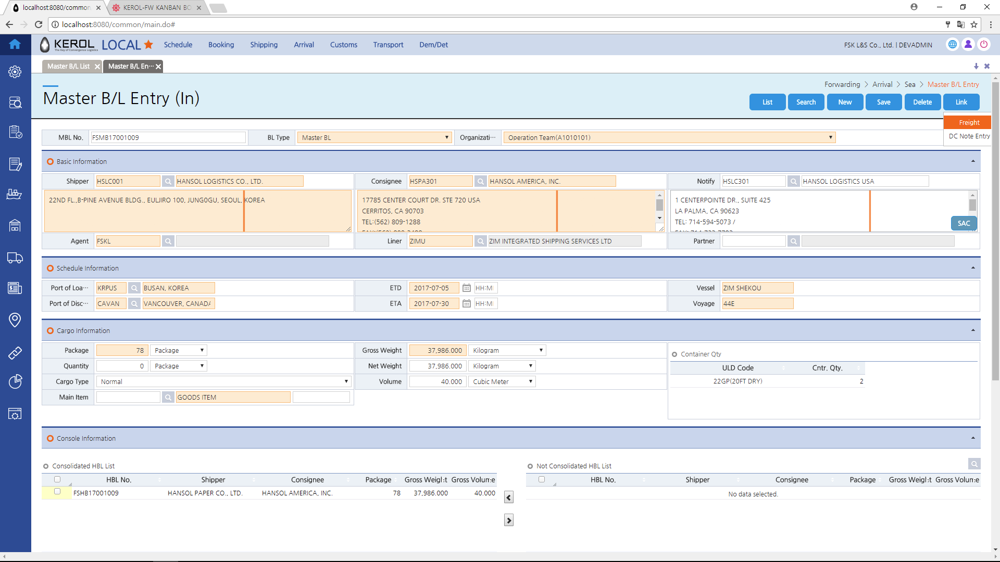 localhost:8080/common
KEROL-FW KANBAN BO
localhost:8080/common/main.do#
KEROL
The Key of Convergence Logistics
LOCAL
Schedule Booking Shipping Arrival Customs Transport Dem/Det
FSK L&S Co., Ltd. | DEVADMIN
Master B/L List
Master B/L En···
Forwarding > Arrival > Sea > Master B/L Entry
Master B/L Entry (In)
List Search New Save Delete Link
Freight
DC Note Entry
MBL No. FSMB17001009 BL Type Master BL Organizati··· Operation Team(A1010101)
Basic Information
Shipper HSLC001 HANSOL LOGISTICS CO., LTD. Consignee HSPA301 HANSOL AMERICA, INC. Notify HSLC301 HANSOL LOGISTICS USA
22ND FL.,B-PINE AVENUE BLDG., EULJIRO 100, JUNG0GU, SEOUL, KOREA
17785 CENTER COURT DR. STE 720 USA
CERRITOS, CA 90703
TEL:(562) 809-1288
1 CENTERPOINTE DR., SUITE 425
LA PALMA, CA 90623
TEL: 714-594-5073 /
SAC
Agent FSKL Liner ZIMU ZIM INTEGRATED SHIPPING SERVICES LTD Partner
Schedule Information
Port of Loa··· KRPUS BUSAN, KOREA ETD 2017-07-05 HH:MI Vessel ZIM SHEKOU
Port of Disc··· CAVAN VANCOUVER, CANADA ETA 2017-07-30 HH:MI Voyage 44E
Cargo Information
Package 78 Package Gross Weight 37,986.000 Kilogram
Quantity 0 Package Net Weight 37,986.000 Kilogram
Cargo Type Normal Volume 40.000 Cubic Meter
Main Item GOODS ITEM
Container Qty
ULD Code Cntr. Qty.
22GP(20FT DRY) 2
Console Information
Consolidated HBL List
HBL No. Shipper Consignee Package Gross Weight Gross Volume
FSHB17001009 HANSOL PAPER CO., LTD. HANSOL AMERICA, INC. 78 37,986.000 40.000
Not Consolidated HBL List
HBL No. Shipper Consignee Package Gross Weight Gross Volume
No data selected.